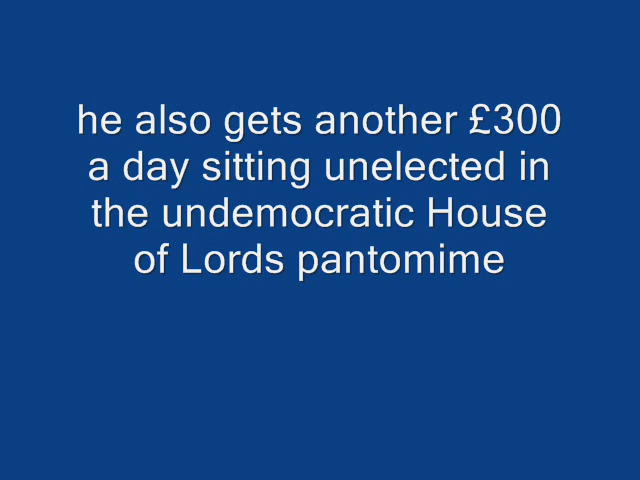 he also gets another £300
a day sitting unelected in
the undemocratic House
of Lords pantomime